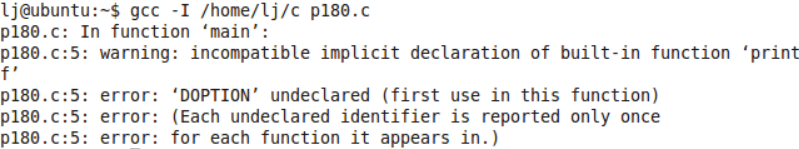 lj@ubuntu:~$ gcc -I /home/lj/c p180.c
p180.c: In function ‘main’:
p180.c:5: warning: incompatible implicit declaration of built-in function ‘print
f’
p180.c:5: error: ‘DOPTION’ undeclared (first use in this function)
p180.c:5: error: (Each undeclared identifier is reported only once
p180.c:5: error: for each function it appears in.)